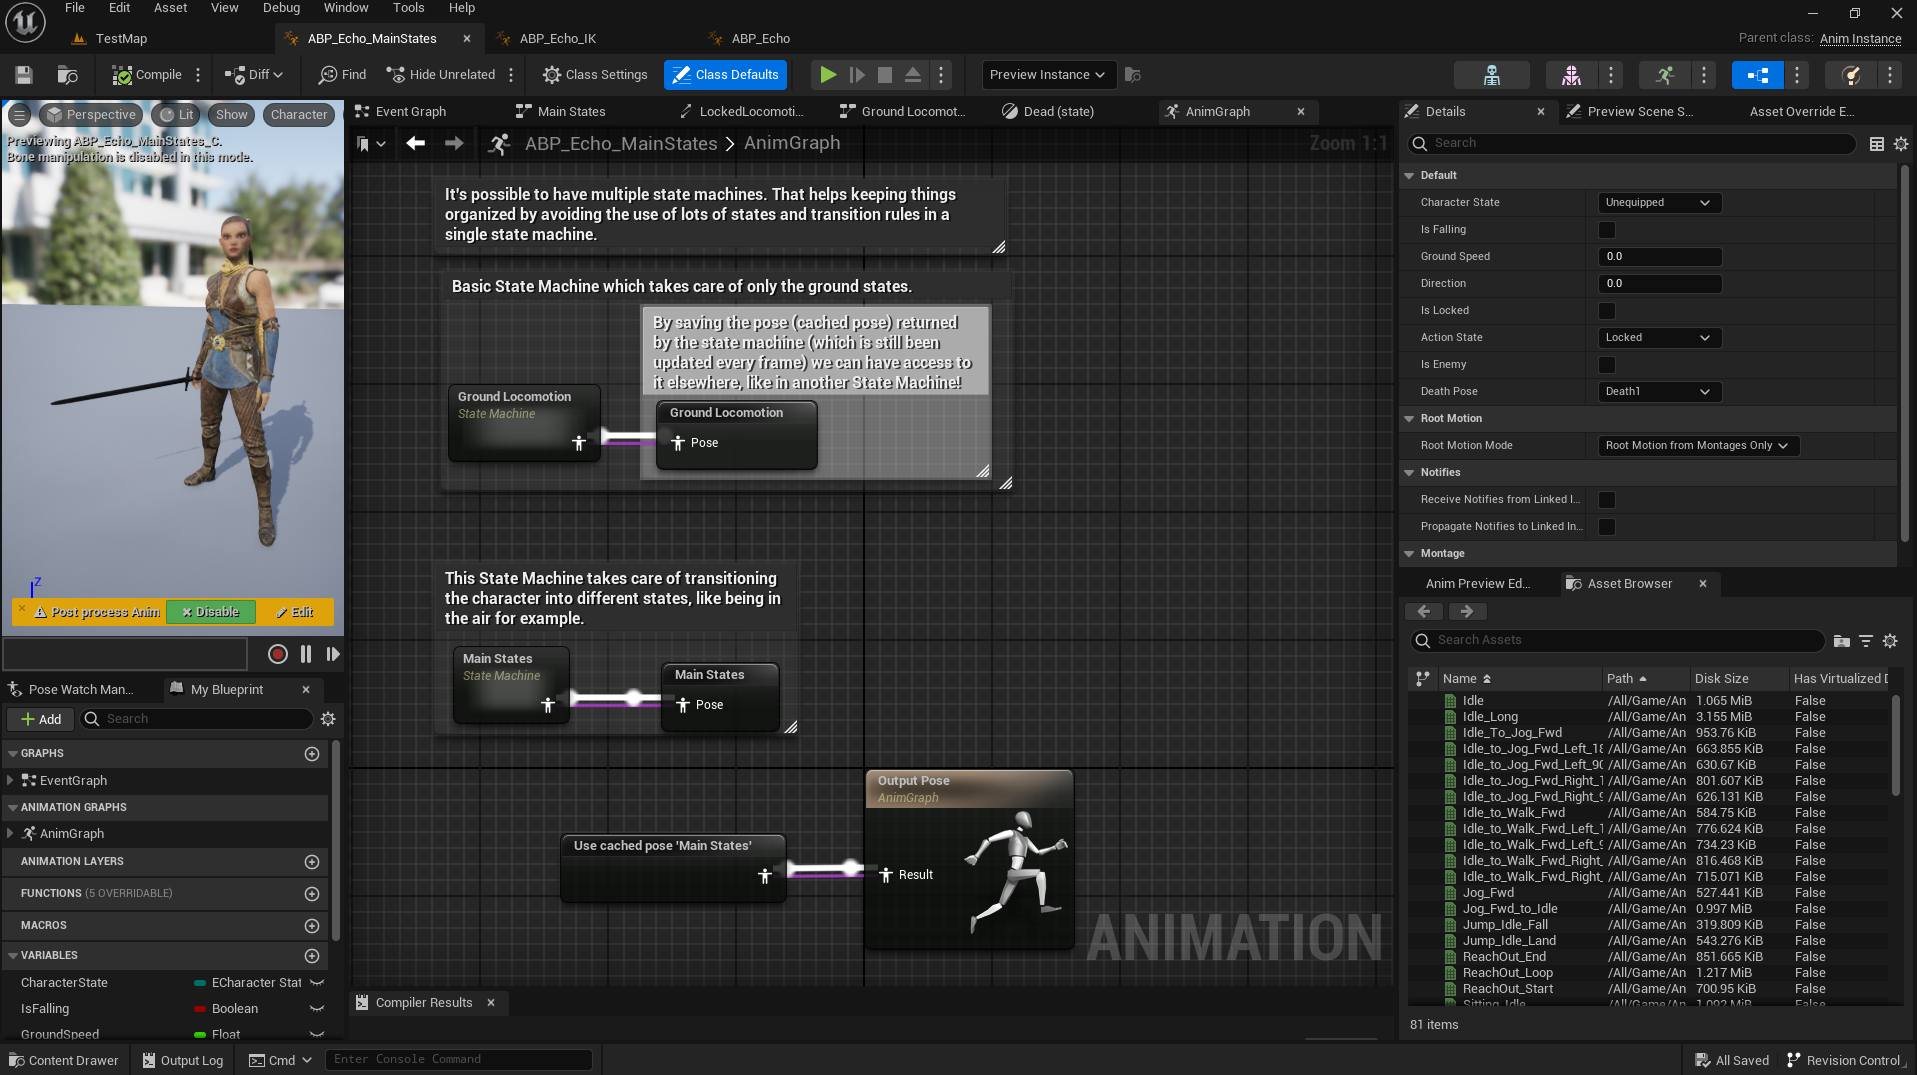 File Edit Asset View Debug Window Tools Help
TestMap
ABP_Echo_MainStates
ABP_Echo_IK
ABP_Echo
Parent class: Anim Instance
Compile
Diff
Find
Hide Unrelated
Class Settings
Class Defaults
Preview Instance
Perspective
Lit
Show
Character
Previewing ABP_Echo_MainStates_C.
Bone manipulation is disabled in this mode.
Z
Post process Anim
Disable
Edit
Event Graph
Main States
LockedLocomoti...
Ground Locomot...
Dead (state)
AnimGraph
ABP_Echo_MainStates > AnimGraph
Zoom 1:1
It's possible to have multiple state machines. That helps keeping things
organized by avoiding the use of lots of states and transition rules in a
single state machine.
Basic State Machine which takes care of only the ground states.
By saving the pose (cached pose) returned
by the state machine (which is still been
updated every frame) we can have access to
it elsewhere, like in another State Machine!
Ground Locomotion
State Machine
Ground Locomotion
Pose
This State Machine takes care of transitioning
the character into different states, like being in
the air for example.
Main States
State Machine
Main States
Pose
Output Pose
AnimGraph
Use cached pose 'Main States'
Result
ANIMATION
Compiler Results
Pose Watch Man...
My Blueprint
Add
Search
GRAPHS
EventGraph
ANIMATION GRAPHS
AnimGraph
ANIMATION LAYERS
FUNCTIONS (5 OVERRIDABLE)
MACROS
VARIABLES
CharacterState ECharacter Stat
IsFalling Boolean
GroundSpeed Float
Details
Preview Scene S...
Asset Override E...
Search
Default
Character State Unequipped
Is Falling
Ground Speed 0.0
Direction 0.0
Is Locked
Action State Locked
Is Enemy
Death Pose Death1
Root Motion
Root Motion Mode Root Motion from Montages Only
Notifies
Receive Notifies from Linked I...
Propagate Notifies to Linked In...
Montage
Anim Preview Ed...
Asset Browser
Search Assets
Name Path Disk Size Has Virtualized D
Idle /All/Game/An 1.065 MiB False
Idle_Long /All/Game/An 3.155 MiB False
Idle_To_Jog_Fwd /All/Game/An 953.76 KiB False
Idle_to_Jog_Fwd_Left_18 /All/Game/An 663.855 KiB False
Idle_to_Jog_Fwd_Left_90 /All/Game/An 630.67 KiB False
Idle_to_Jog_Fwd_Right_1 /All/Game/An 801.607 KiB False
Idle_to_Jog_Fwd_Right_9 /All/Game/An 626.131 KiB False
Idle_to_Walk_Fwd /All/Game/An 584.75 KiB False
Idle_to_Walk_Fwd_Left_1 /All/Game/An 776.624 KiB False
Idle_to_Walk_Fwd_Left_9 /All/Game/An 734.23 KiB False
Idle_to_Walk_Fwd_Right_ /All/Game/An 816.468 KiB False
Idle_to_Walk_Fwd_Right_ /All/Game/An 715.071 KiB False
Jog_Fwd /All/Game/An 527.441 KiB False
Jog_Fwd_to_Idle /All/Game/An 0.997 MiB False
Jump_Idle_Fall /All/Game/An 319.809 KiB False
Jump_Idle_Land /All/Game/An 543.276 KiB False
ReachOut_End /All/Game/An 851.665 KiB False
ReachOut_Loop /All/Game/An 1.217 MiB False
ReachOut_Start /All/Game/An 700.95 KiB False
Sitting_Idle /All/Game/An 1.092 MiB False
81 items
Content Drawer
Output Log
Cmd
Enter Console Command
All Saved
Revision Control